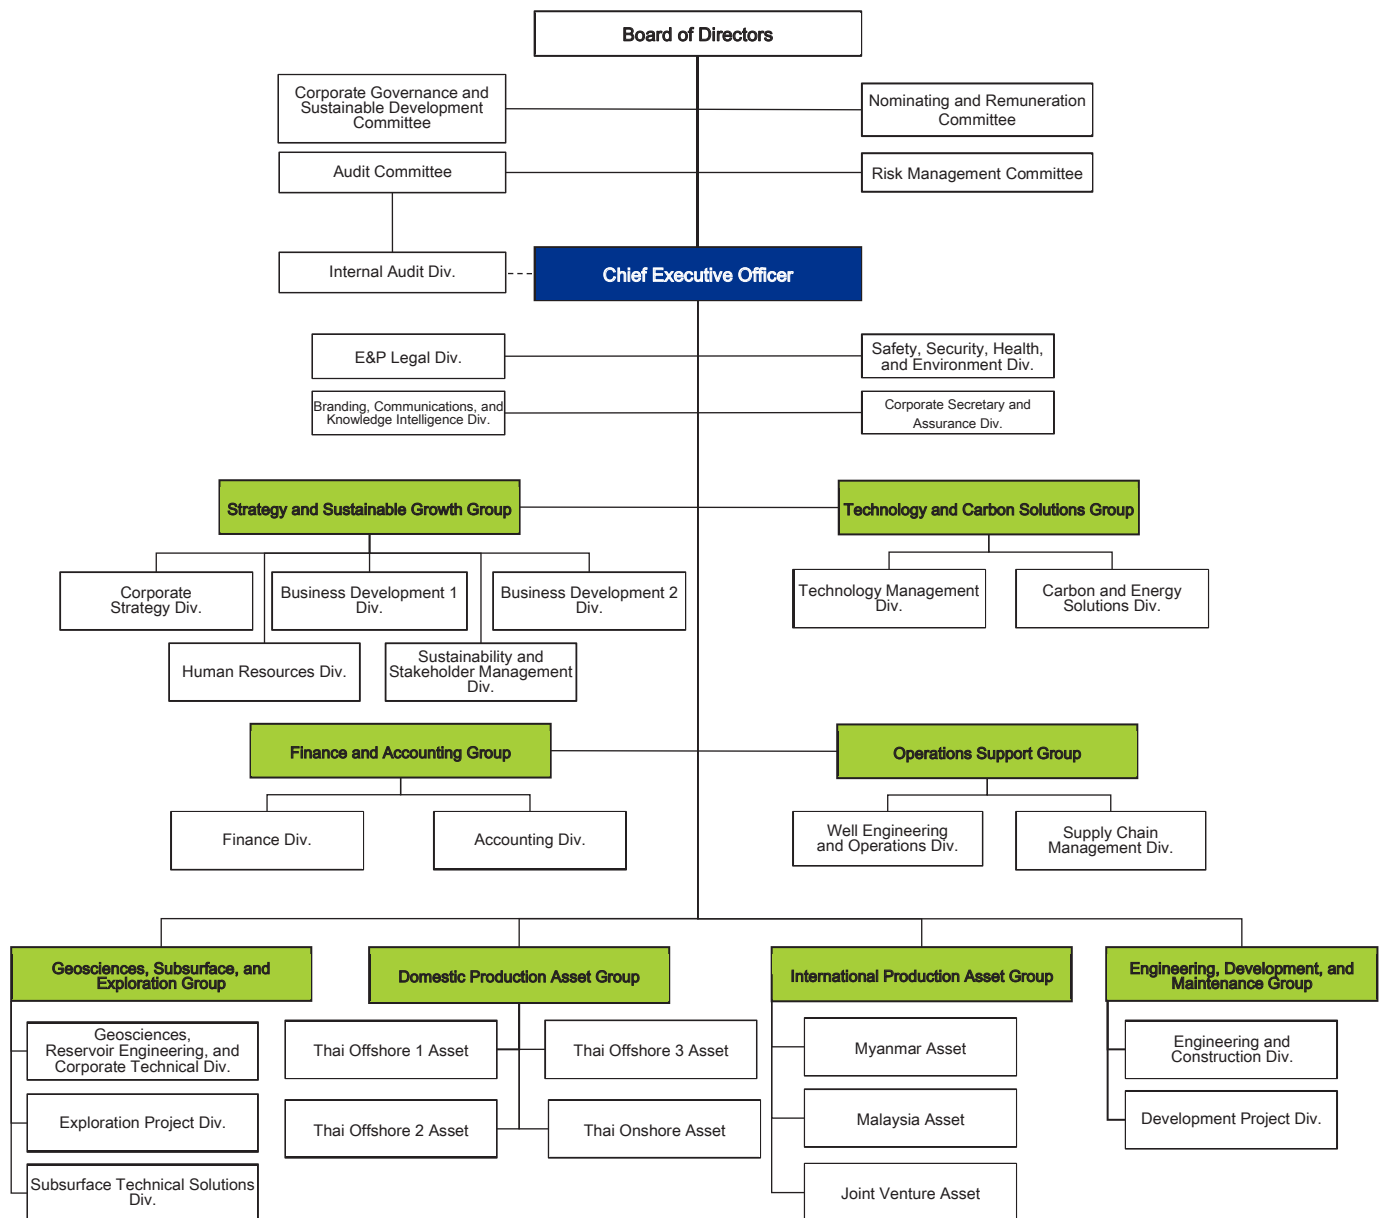 Board of Directors
Corporate Governance and
Sustainable Development
Committee
Nominating and Remuneration
Committee
Audit Committee
Risk Management Committee
Internal Audit Div.
Chief Executive Officer
E&P Legal Div.
Safety, Security, Health,
and Environment Div.
Branding, Communications, and
Knowledge Intelligence Div.
Corporate Secretary and
Assurance Div.
Strategy and Sustainable Growth Group
Technology and Carbon Solutions Group
Corporate
Strategy Div.
Business Development 1
Div.
Business Development 2
Div.
Technology Management
Div.
Carbon and Energy
Solutions Div.
Human Resources Div.
Sustainability and
Stakeholder Management
Div.
Finance and Accounting Group
Operations Support Group
Finance Div.
Accounting Div.
Well Engineering
and Operations Div.
Supply Chain
Management Div.
Geosciences, Subsurface, and
Exploration Group
Domestic Production Asset Group
International Production Asset Group
Engineering, Development, and
Maintenance Group
Geosciences,
Reservoir Engineering, and
Corporate Technical Div.
Thai Offshore 1 Asset
Thai Offshore 3 Asset
Myanmar Asset
Engineering and
Construction Div.
Exploration Project Div.
Thai Offshore 2 Asset
Thai Onshore Asset
Malaysia Asset
Development Project Div.
Subsurface Technical Solutions
Div.
Joint Venture Asset